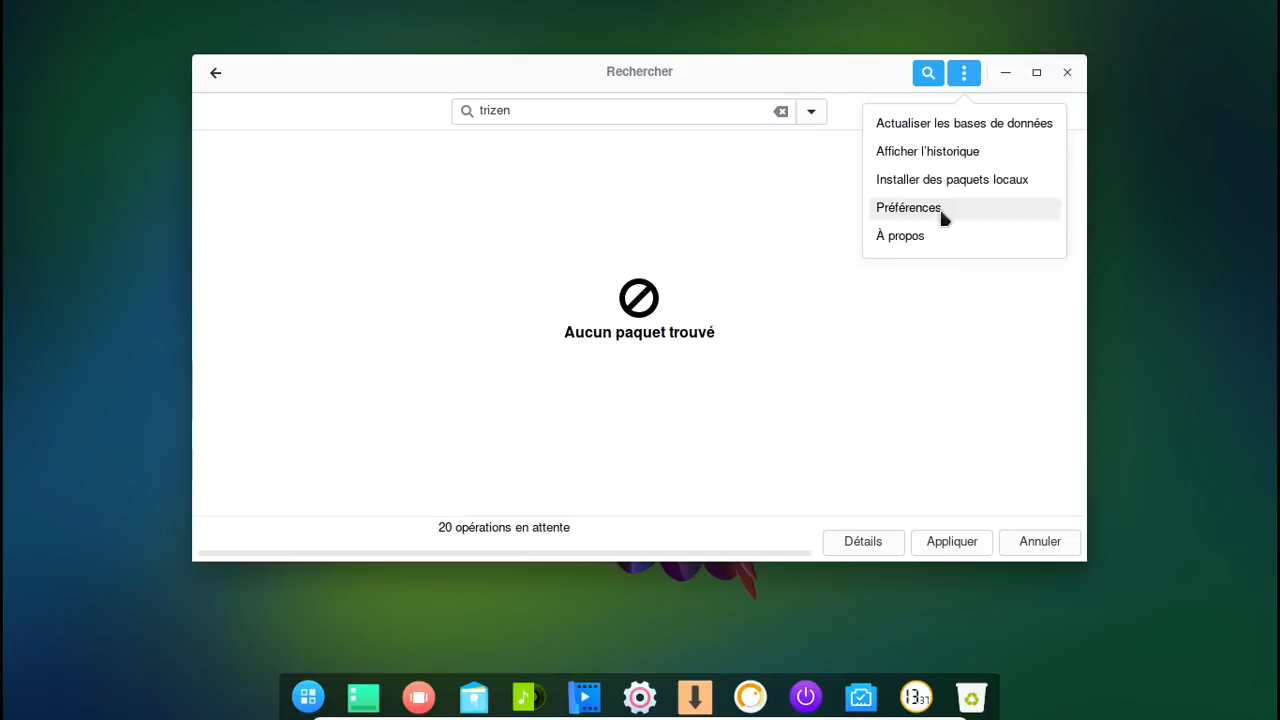 Rechercher
trizen
Actualiser les bases de données
Afficher l'historique
Installer des paquets locaux
Préférences
À propos
Aucun paquet trouvé
20 opérations en attente
Détails
Appliquer
Annuler
13 37